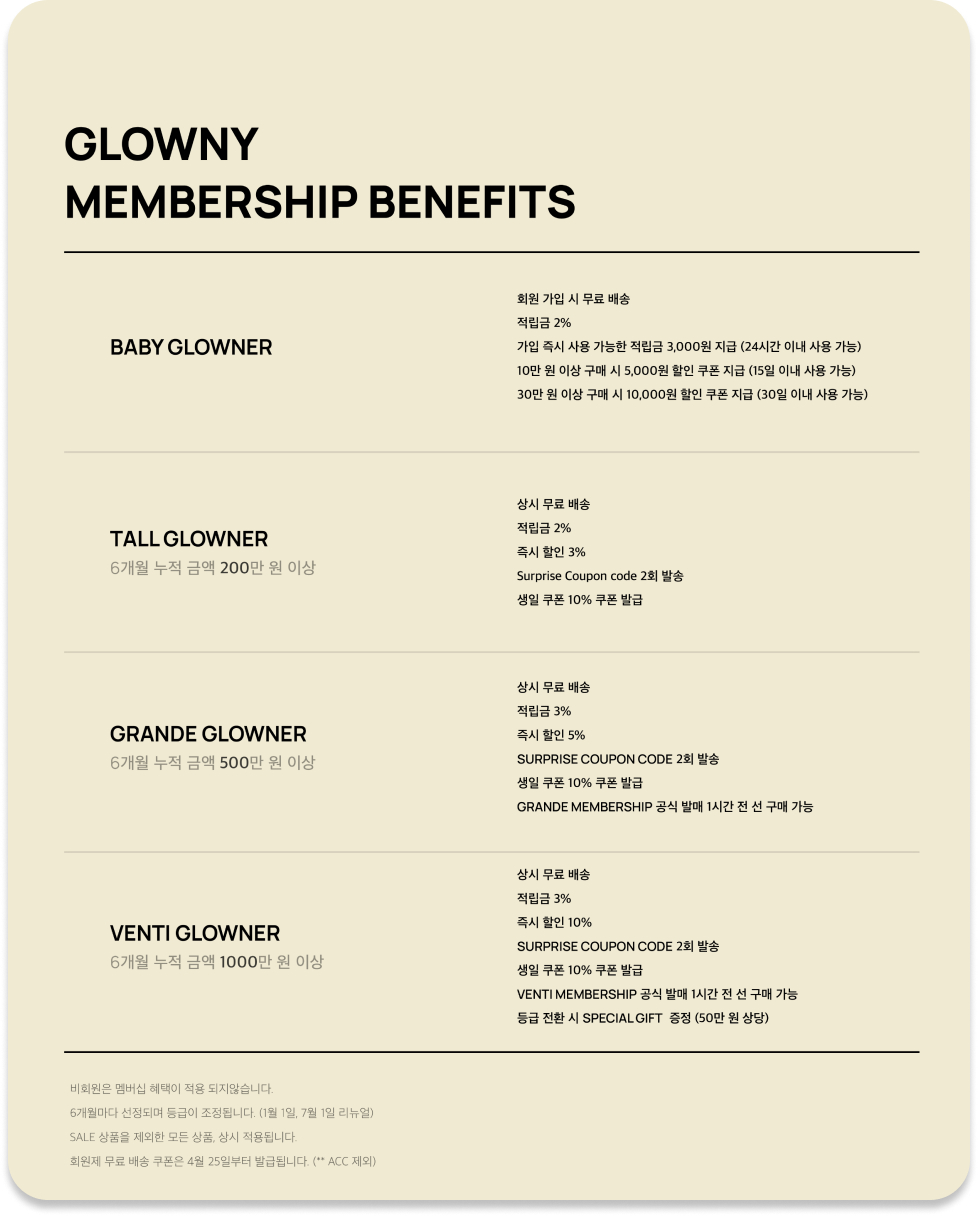 GLOWNY
MEMBERSHIP BENEFITS
BABY GLOWNER
회원 가입 시 무료 배송
적립금 2%
가입 즉시 사용 가능한 적립금 3,000원 지급 (24시간 이내 사용 가능)
10만 원 이상 구매 시 5,000원 할인 쿠폰 지급 (15일 이내 사용 가능)
30만 원 이상 구매 시 10,000원 할인 쿠폰 지급 (30일 이내 사용 가능)
TALL GLOWNER
6개월 누적 금액 200만 원 이상
상시 무료 배송
적립금 2%
즉시 할인 3%
Surprise Coupon code 2회 발송
생일 쿠폰 10% 쿠폰 발급
GRANDE GLOWNER
6개월 누적 금액 500만 원 이상
상시 무료 배송
적립금 3%
즉시 할인 5%
SURPRISE COUPON CODE 2회 발송
생일 쿠폰 10% 쿠폰 발급
GRANDE MEMBERSHIP 공식 발매 1시간 전 선 구매 가능
VENTI GLOWNER
6개월 누적 금액 1000만 원 이상
상시 무료 배송
적립금 3%
즉시 할인 10%
SURPRISE COUPON CODE 2회 발송
생일 쿠폰 10% 쿠폰 발급
VENTI MEMBERSHIP 공식 발매 1시간 전 선 구매 가능
등급 전환 시 SPECIAL GIFT 증정 (50만 원 상당)
비회원은 멤버십 혜택이 적용 되지않습니다.
6개월마다 선정되며 등급이 조정됩니다. (1월 1일, 7월 1일 리뉴얼)
SALE 상품을 제외한 모든 상품, 상시 적용됩니다.
회원제 무료 배송 쿠폰은 4월 25일부터 발급됩니다. (** ACC 제외)